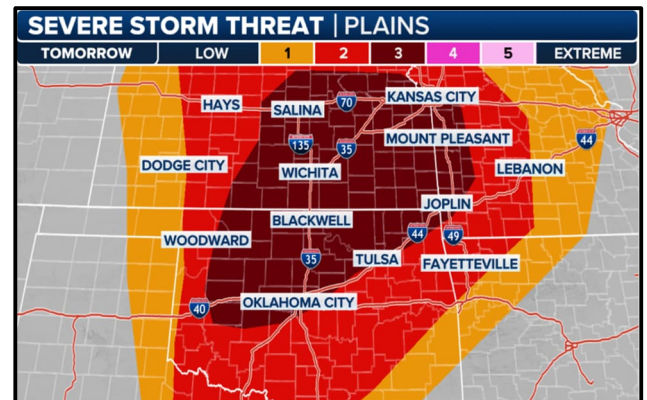 SEVERE STORM THREAT | PLAINS
TOMORROW LOW 1 2 3 4 5 EXTREME
HAYS
SALINA
70
KANSAS CITY
135
35
MOUNT PLEASANT
44
DODGE CITY
WICHITA
LEBANON
JOPLIN
BLACKWELL
WOODWARD
44
49
35
TULSA
FAYETTEVILLE
40
OKLAHOMA CITY